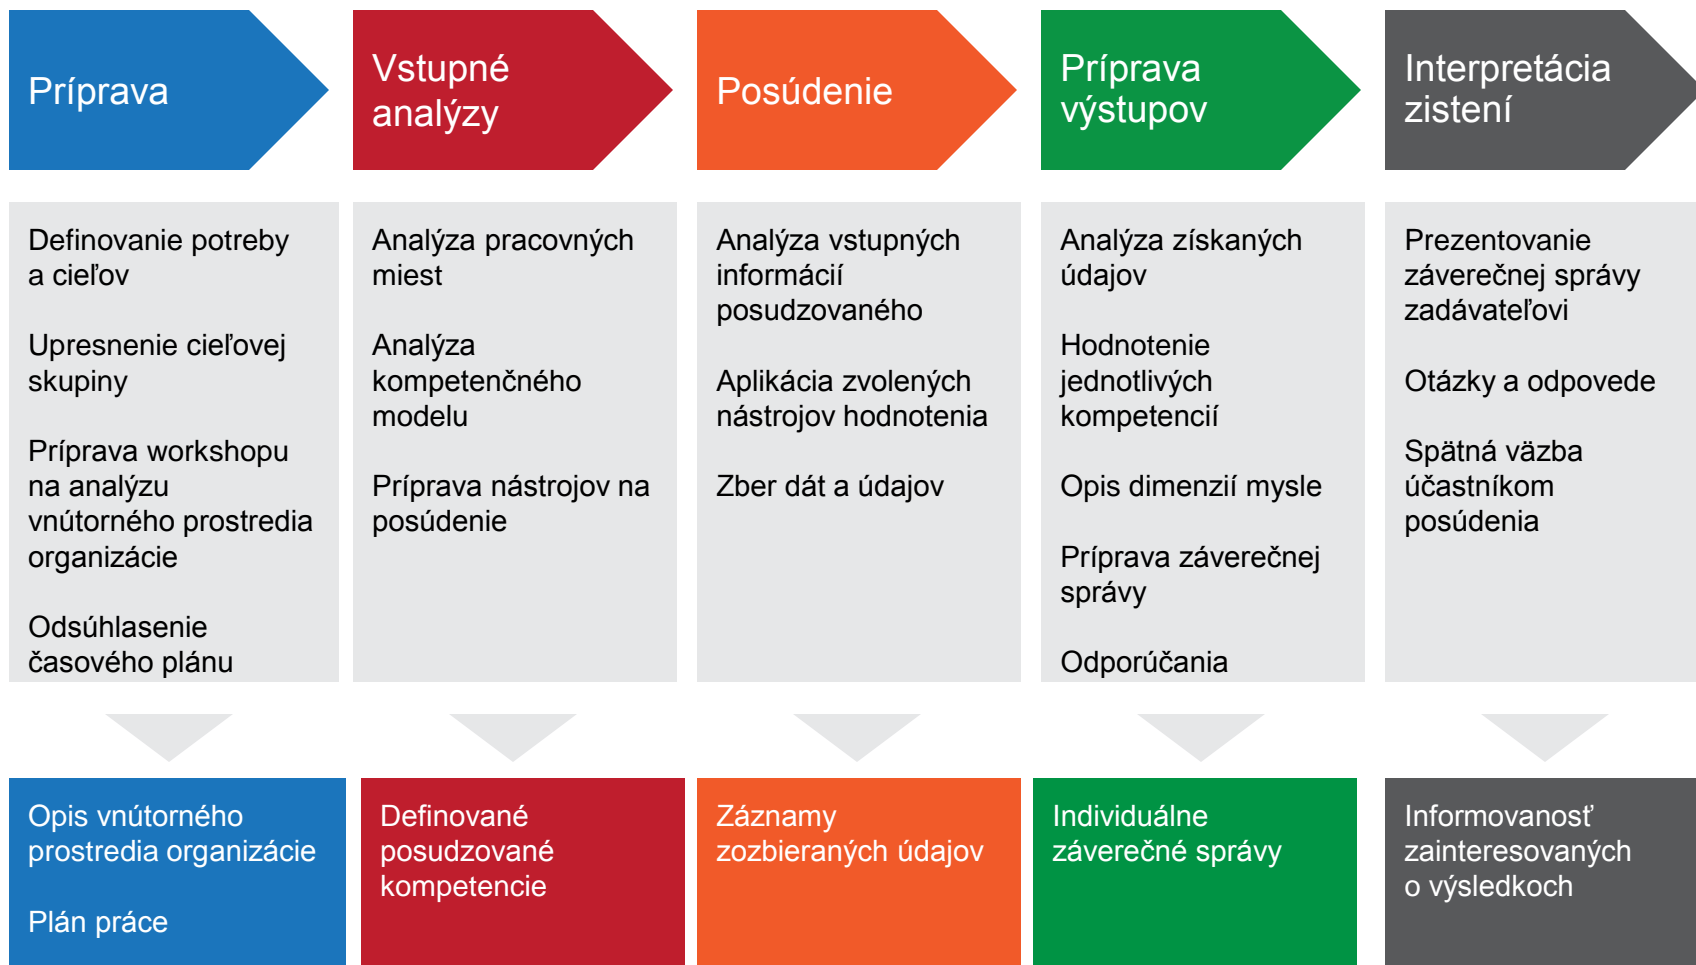 Príprava
Vstupné
analýzy
Posúdenie
Príprava
výstupov
Interpretácia
zistení
Definovanie potreby
a cieľov
Upresnenie cieľovej
skupiny
Príprava workshopu
na analýzu
vnútorného prostredia
organizácie
Odsúhlasenie
časového plánu
Analýza pracovných
miest
Analýza
kompetenčného
modelu
Príprava nástrojov na
posúdenie
Analýza vstupných
informácií
posudzovaného
Aplikácia zvolených
nástrojov hodnotenia
Zber dát a údajov
Analýza získaných
údajov
Hodnotenie
jednotlivých
kompetencií
Opis dimenzií mysle
Príprava záverečnej
správy
Odporúčania
Prezentovanie
záverečnej správy
zadávateľovi
Otázky a odpovede
Spätná väzba
účastníkom
posúdenia
Opis vnútorného
prostredia organizácie
Plán práce
Definované
posudzované
kompetencie
Záznamy
zozbieraných údajov
Individuálne
záverečné správy
Informovanosť
zainteresovaných
o výsledkoch